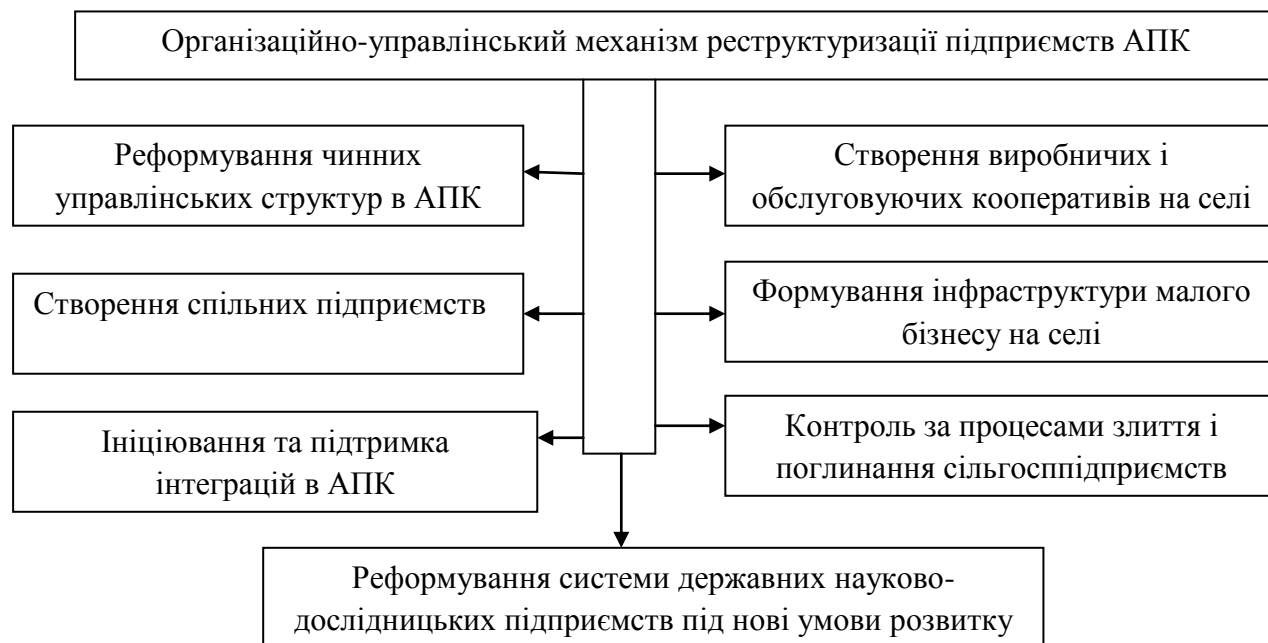 Організаційно-управлінський механізм реструктуризації підприємств АПК
Реформування чинних
управлінських структур в АПК
Створення виробничих і
обслуговуючих кооперативів на селі
Створення спільних підприємств
Формування інфраструктури малого
бізнесу на селі
Ініціювання та підтримка
інтеграцій в АПК
Контроль за процесами злиття і
поглинання сільгосппідприємств
Реформування системи державних науково-
дослідницьких підприємств під нові умови розвитку